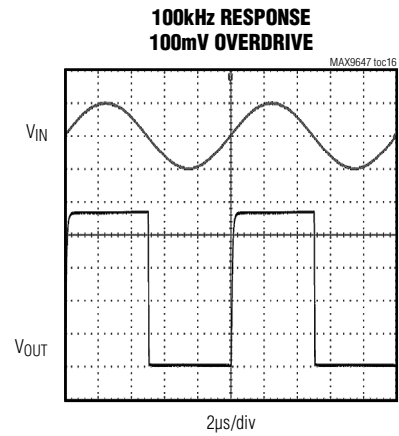 100kHz RESPONSE
100mV OVERDRIVE
MAX9647 toc16
VIN
VOUT
2µs/div